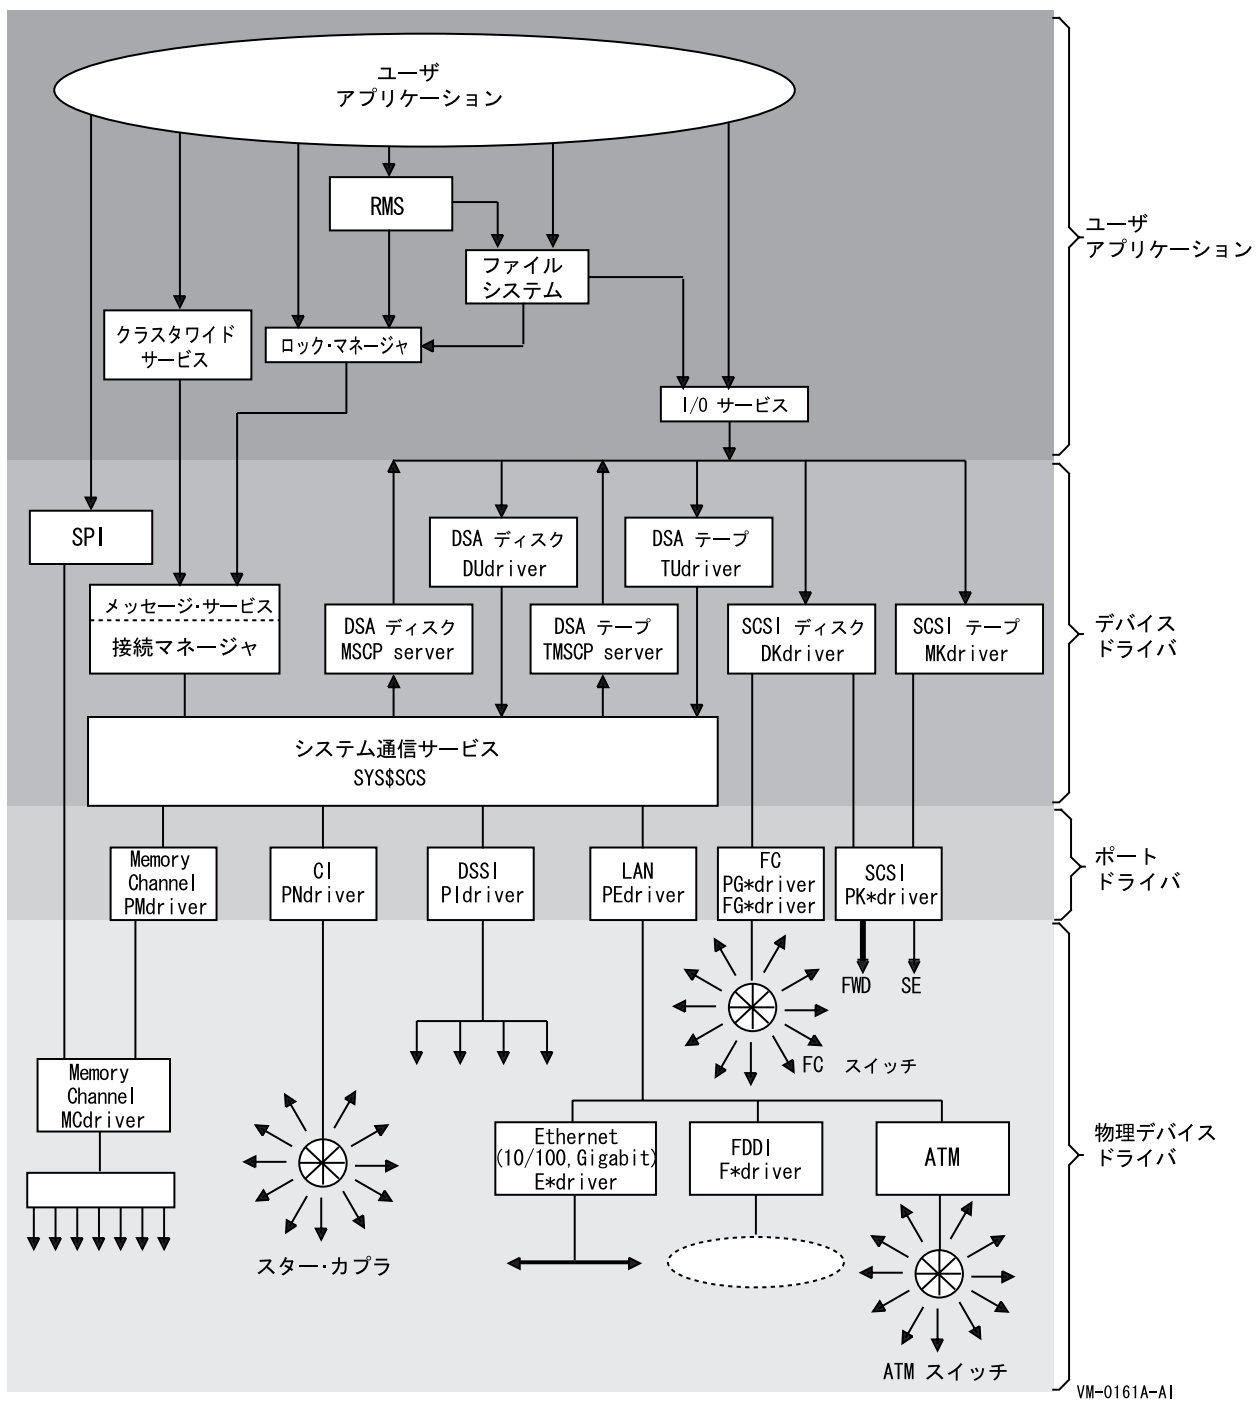 ユーザ
アプリケーション
RMS
ファイル
システム
クラスタワイド
サービス
ロック・マネージャ
I/O サービス
ユーザ
アプリケーション
SPI
DSA ディスク
DUdriver
DSA テープ
TUdriver
メッセージ・サービス
接続マネージャ
DSA ディスク
MSCP server
DSA テープ
TMSCP server
SCSI ディスク
DKdriver
SCSI テープ
MKdriver
デバイス
ドライバ
システム通信サービス
SYS$SCS
Memory
Channel
PMdriver
CI
PNdriver
DSSI
PIdriver
LAN
PEdriver
FC
PG*driver
FG*driver
SCSI
PK*driver
ポート
ドライバ
FWD
SE
FC スイッチ
Memory
Channel
MCdriver
スター・カプラ
Ethernet
(10/100,Gigabit)
E*driver
FDDI
F*driver
ATM
ATM スイッチ
物理デバイス
ドライバ
VM-0161A-AI